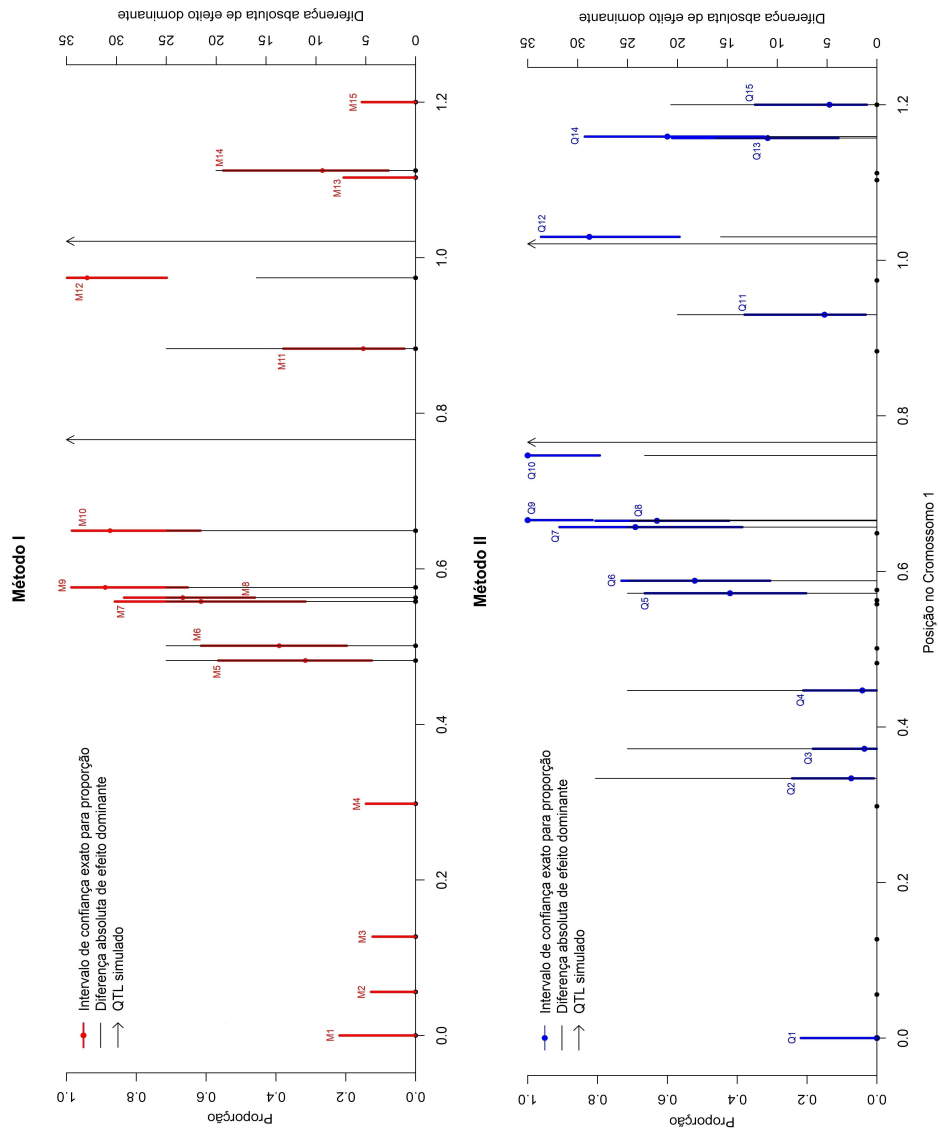 Método I
Intervalo de confiança exato para proporção
Diferença absoluta de efeito dominante
QTL simulado
Proporção
0.0 0.2 0.4 0.6 0.8 1.0
M1 M2 M3 M4 M5 M6 M7 M8 M9 M10 M11 M12 M13 M14 M15
0.0 0.2 0.4 0.6 0.8 1.0 1.2
Diferença absoluta de efeito dominante
0 5 10 15 20 25 30 35
Método II
Intervalo de confiança exato para proporção
Diferença absoluta de efeito dominante
QTL simulado
Proporção
0.0 0.2 0.4 0.6 0.8 1.0
Q1 Q2 Q3 Q4 Q5 Q6 Q7 Q8 Q9 Q10 Q11 Q12 Q13 Q14 Q15
0.0 0.2 0.4 0.6 0.8 1.0 1.2
Diferença absoluta de efeito dominante
0 5 10 15 20 25 30 35
Posição no Cromossomo 1